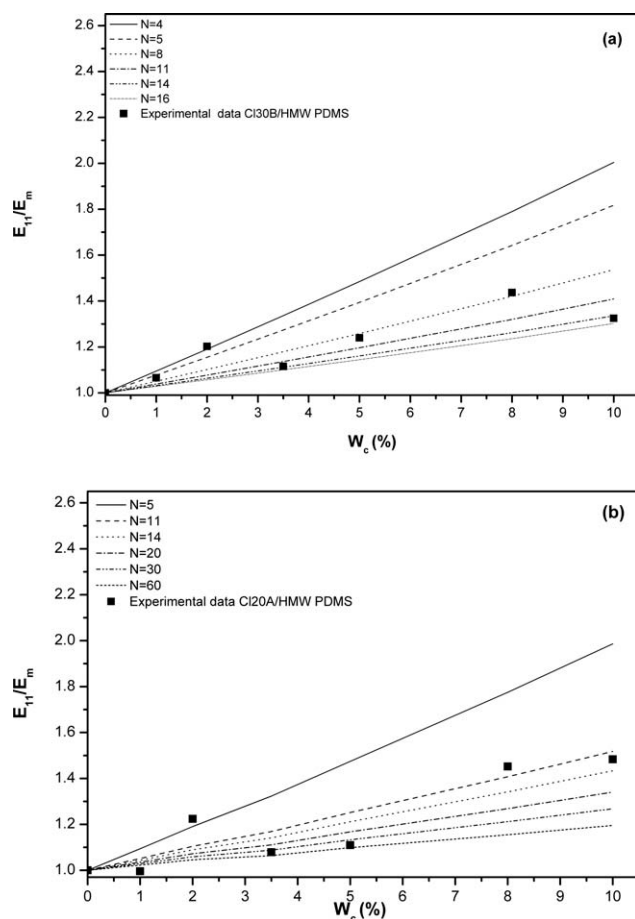 (a)
N=4
N=5
N=8
N=11
N=14
N=16
Experimental data Cl30B/HMW PDMS
2.6
2.4
2.2
2.0
1.8
1.6
1.4
1.2
1.0
E11/Em
0 1 2 3 4 5 6 7 8 9 10
Wc (%)
(b)
N=5
N=11
N=14
N=20
N=30
N=60
Experimental data Cl20A/HMW PDMS
2.6
2.4
2.2
2.0
1.8
1.6
1.4
1.2
1.0
E11/Em
0 1 2 3 4 5 6 7 8 9 10
Wc (%)